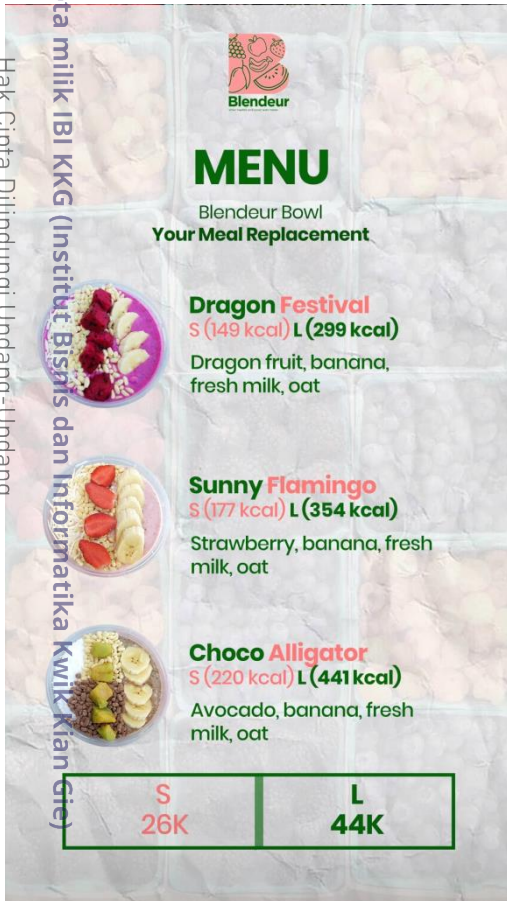 Blendeur
MENU
Blendeur Bowl
Your Meal Replacement
Dragon Festival
S (149 kcal) L (299 kcal)
Dragon fruit, banana,
fresh milk, oat
Sunny Flamingo
S (177 kcal) L (354 kcal)
Strawberry, banana, fresh
milk, oat
Choco Alligator
S (220 kcal) L (441 kcal)
Avocado, banana, fresh
milk, oat
S
26K
L
44K
ta milik IBI KKG (Institut Bisnis dan Informatika Kwik Kian Gie)
Hak Cipta Dilindungi Undang-Undang